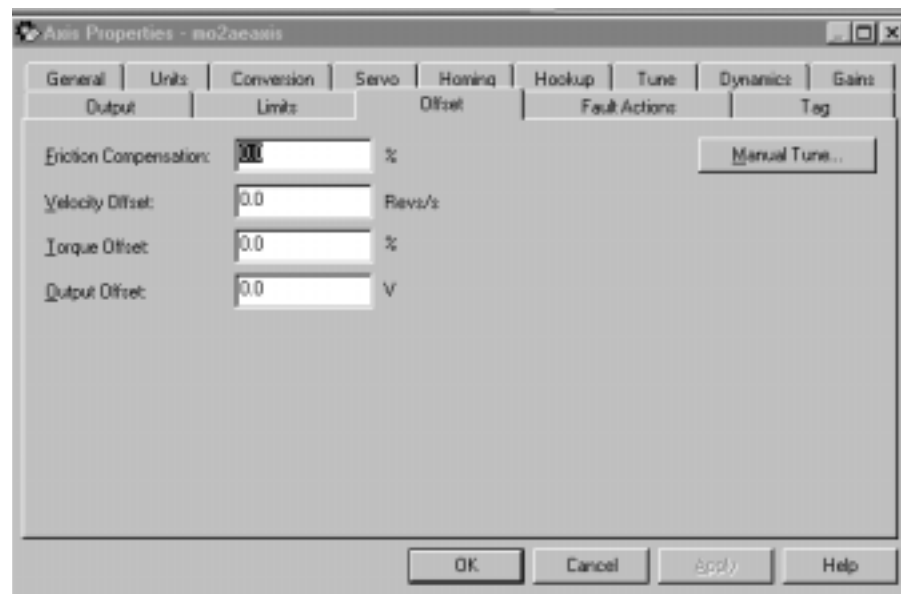 Axis Properties - mo2aeaxis
General Units Conversion Servo Homing Hookup Tune Dynamics Gains
Output Limits Offset Fault Actions Tag
Friction Compensation: 0.0 % Manual Tune...
Velocity Offset: 0.0 Revs/s
Torque Offset: 0.0 %
Output Offset: 0.0 V
OK Cancel Apply Help